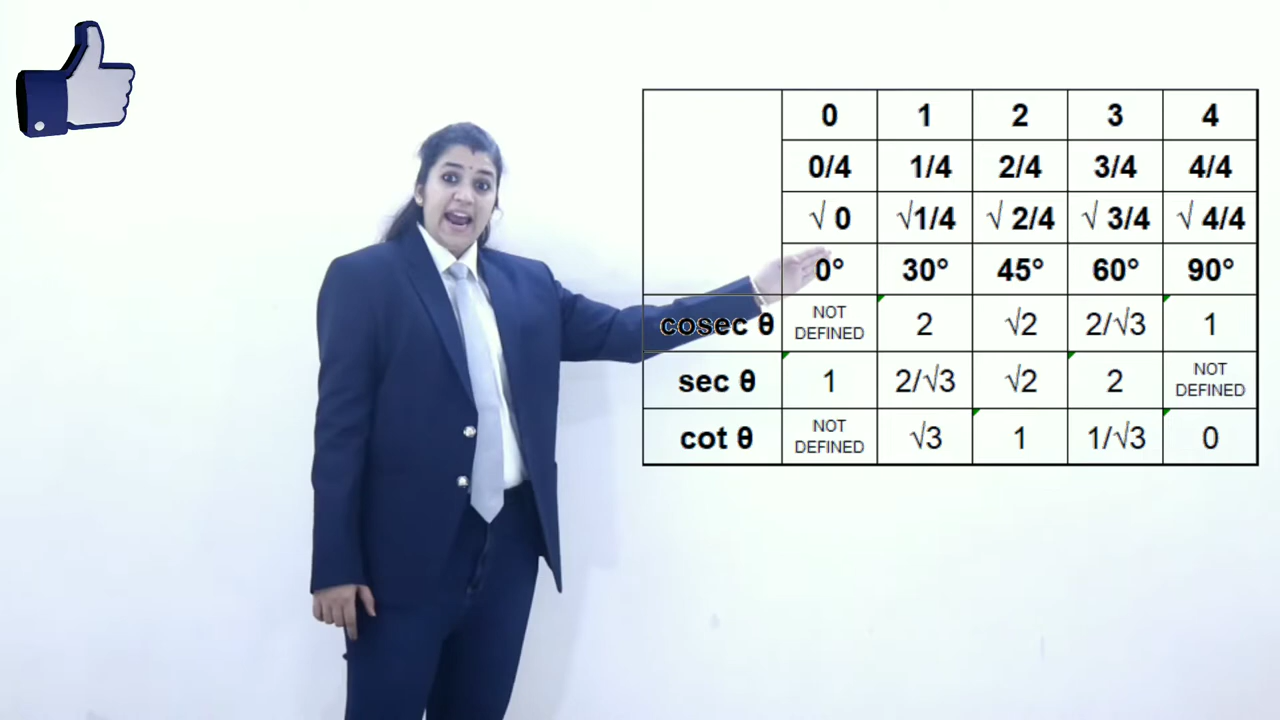 0 1 2 3 4
0/4 1/4 2/4 3/4 4/4
√ 0 √1/4 √ 2/4 √ 3/4 √ 4/4
0° 30° 45° 60° 90°
cosec θ NOT DEFINED 2 √2 2/√3 1
sec θ 1 2/√3 √2 2 NOT DEFINED
cot θ NOT DEFINED √3 1 1/√3 0